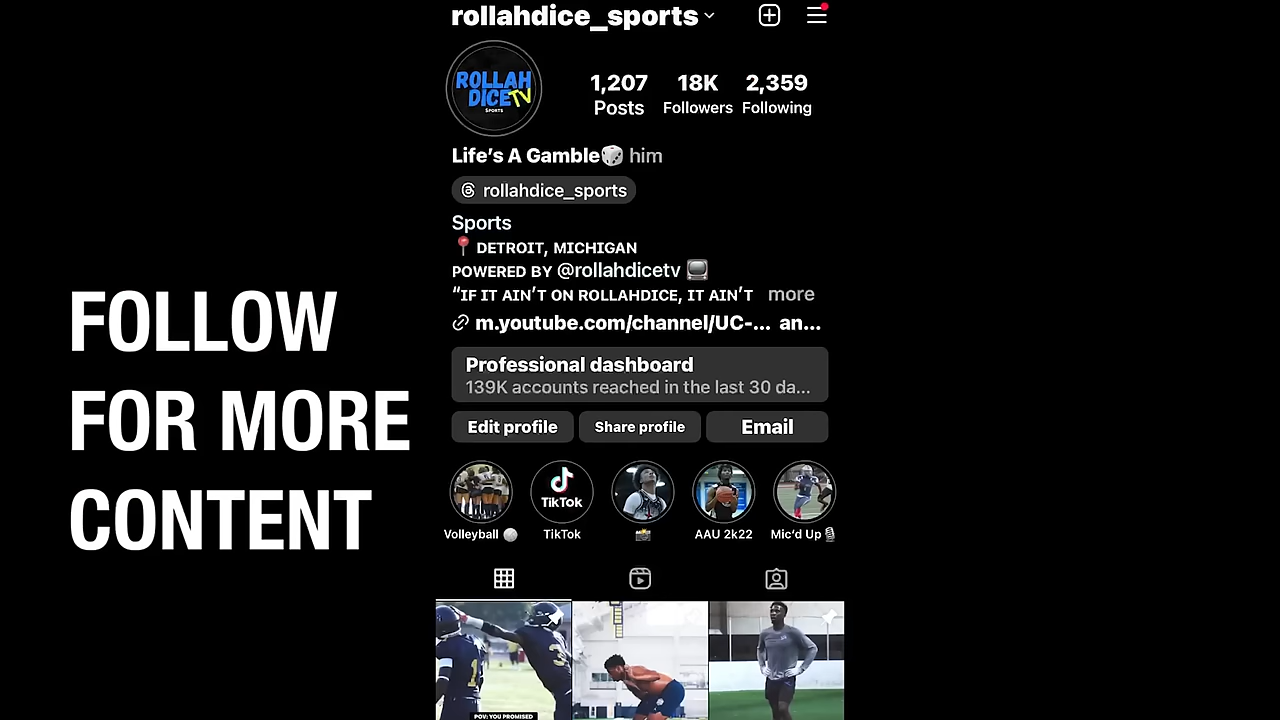 rollahdice_sports
ROLLAH
DICETV
SPORTS
1,207 18K 2,359
Posts Followers Following
Life’s A Gamble🎲 him
rollahdice_sports
Sports
📍 DETROIT, MICHIGAN
POWERED BY @rollahdicetv 📺
“IF IT AIN’T ON ROLLAHDICE, IT AIN’T more
m.youtube.com/channel/UC-... an...
Professional dashboard
139K accounts reached in the last 30 da...
Edit profile Share profile Email
TikTok
Volleyball 🏐 TikTok 📸 AAU 2k22 Mic’d Up🎙
POV: YOU PROMISED
FOLLOW
FOR MORE
CONTENT